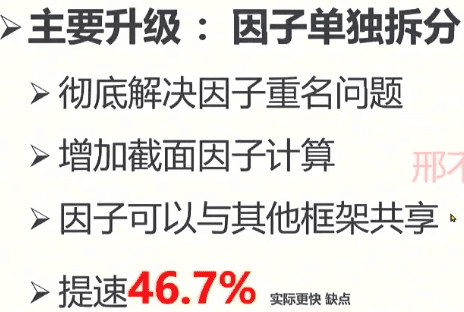 主要升级： 因子单独拆分
彻底解决因子重名问题
增加截面因子计算
邢不
因子可以与其他框架共享
提速46.7% 实际更快 缺点